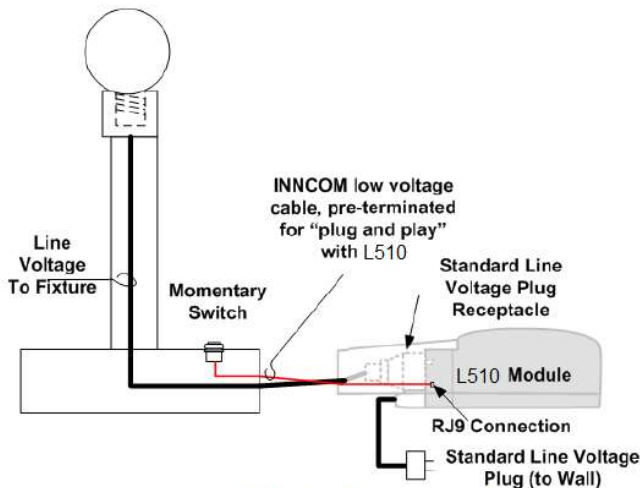 INNCOM low voltage
cable, pre-terminated
for “plug and play”
with L510
Line
Voltage
To Fixture
Momentary
Switch
Standard Line
Voltage Plug
Receptacle
L510 Module
RJ9 Connection
Standard Line Voltage
Plug (to Wall)